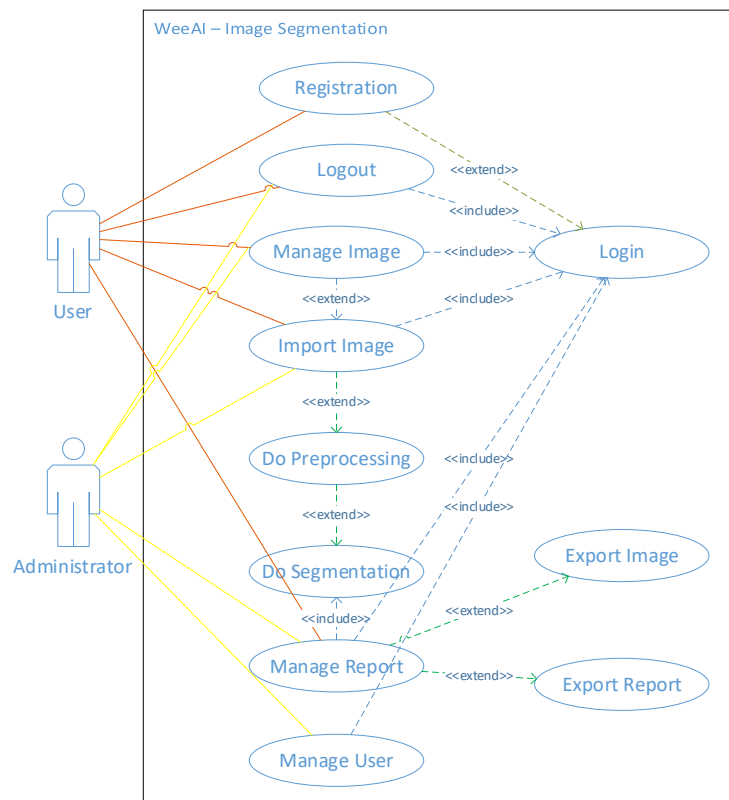 WeeAI – Image Segmentation
Registration
<<extend>>
Logout
<<include>>
Manage Image
<<include>>
Login
User
<<extend>>
<<include>>
Import Image
<<extend>>
Do Preprocessing
<<include>>
<<extend>>
<<include>>
Administrator
Do Segmentation
Export Image
<<include>>
<<extend>>
Manage Report
<<extend>>
Export Report
Manage User